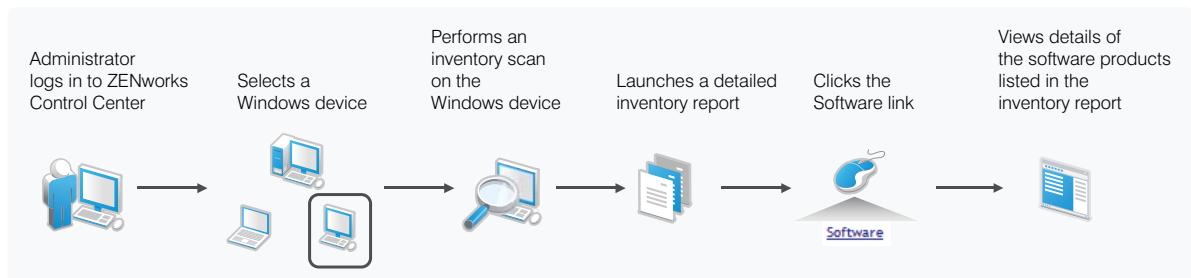 Administrator
logs in to ZENworks
Control Center
Selects a
Windows device
Performs an
inventory scan
on the
Windows device
Launches a detailed
inventory report
Clicks the
Software link
Software
Views details of
the software products
listed in the
inventory report